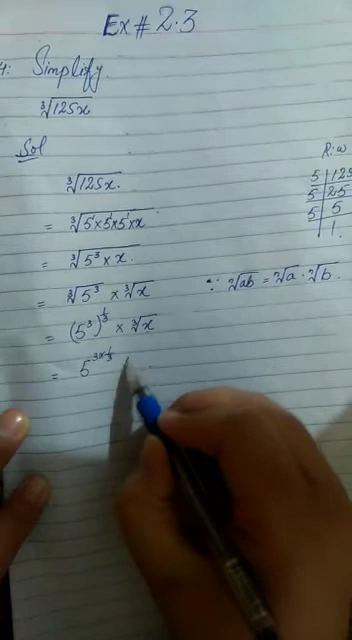 Ex # 2.3
4: Simplify
∛125x
Sol
R.w
∛125x.
5 | 125
= ∛5×5×5×x
5 | 25
5 | 5
1.
= ∛5³ × x.
= ∛5³ × ∛x
∵ ⁿ√ab = ⁿ√a · ⁿ√b.
= (5³)^1/3 × ∛x
= 5^3×1/3